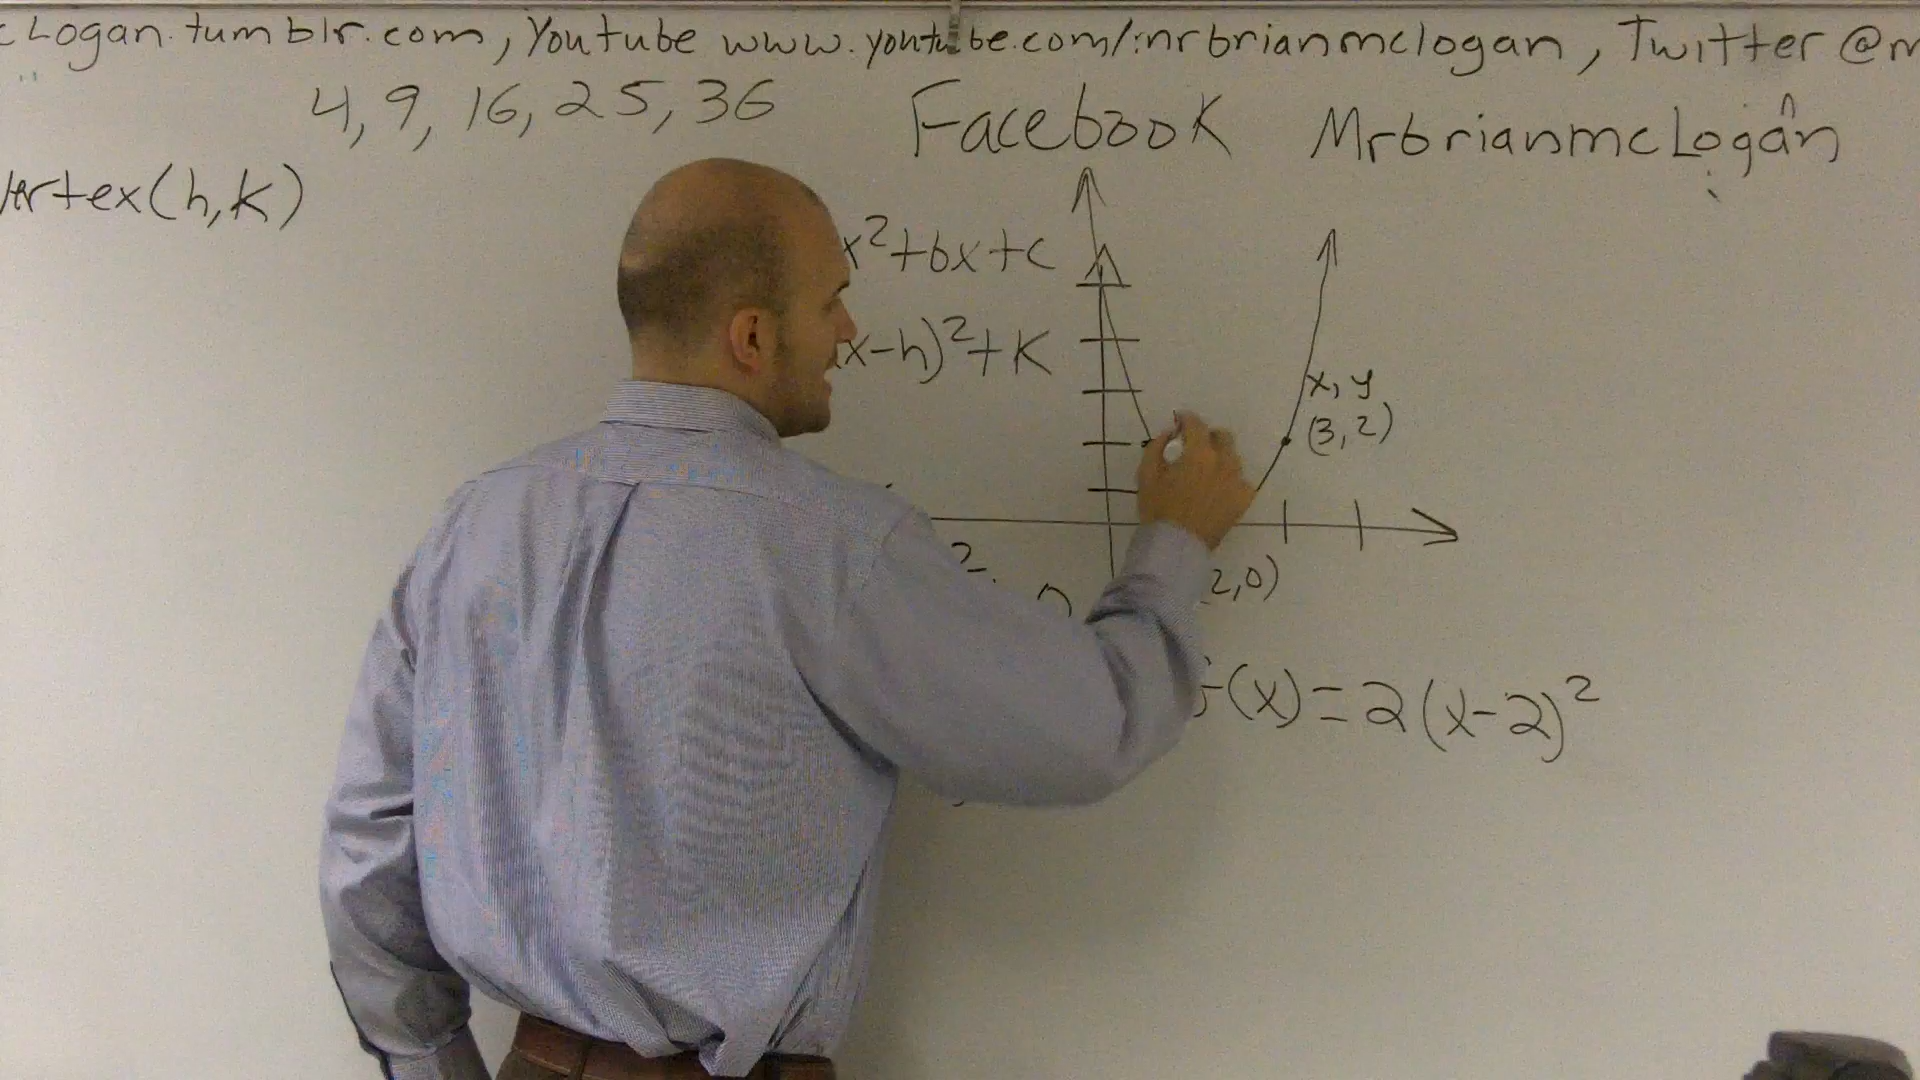 cLogan.tumblr.com, Youtube www.youtube.com/mrbrianmclogan, Twitter @m
4, 9, 16, 25, 36
Facebook MrbrianmcLogan
Vertex(h,k)
x²+bx+c
(x-h)²+K
x, y
(3,2)
2,0)
f(x)=2(x-2)²